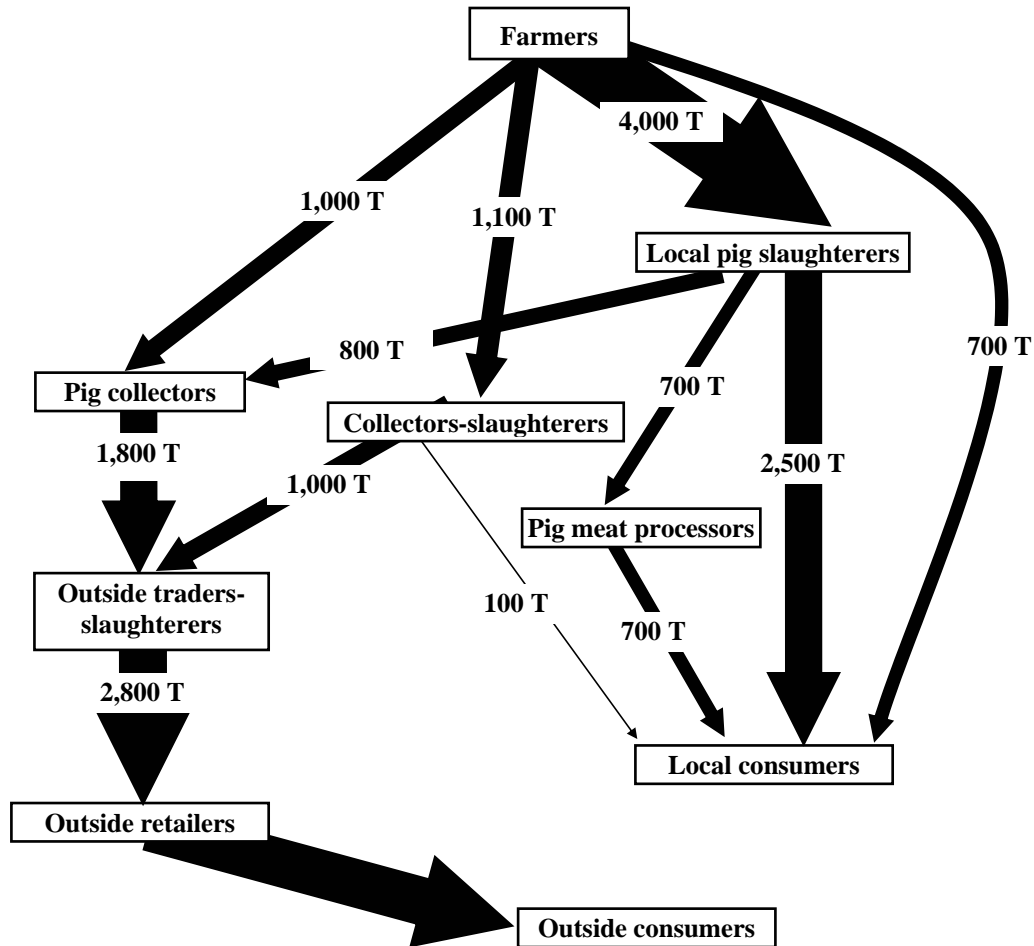 Farmers
4,000 T
1,000 T
1,100 T
Local pig slaughterers
700 T
800 T
700 T
Pig collectors
Collectors-slaughterers
1,800 T
1,000 T
2,500 T
Pig meat processors
Outside traders-
slaughterers
100 T
700 T
2,800 T
Local consumers
Outside retailers
Outside consumers